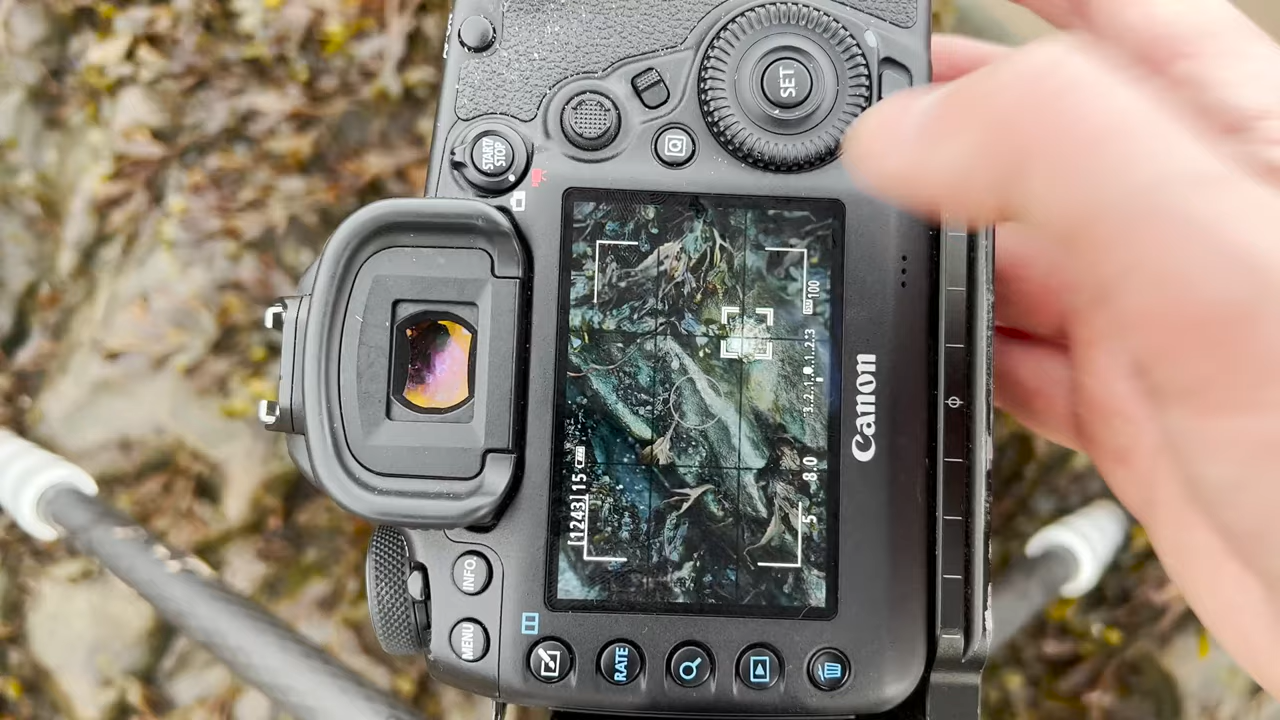 SET
Q
START/
STOP
[1243] 15
ISO 100
3..2..1..0..1..2..3
8.0
5
Canon
INFO.
MENU
RATE